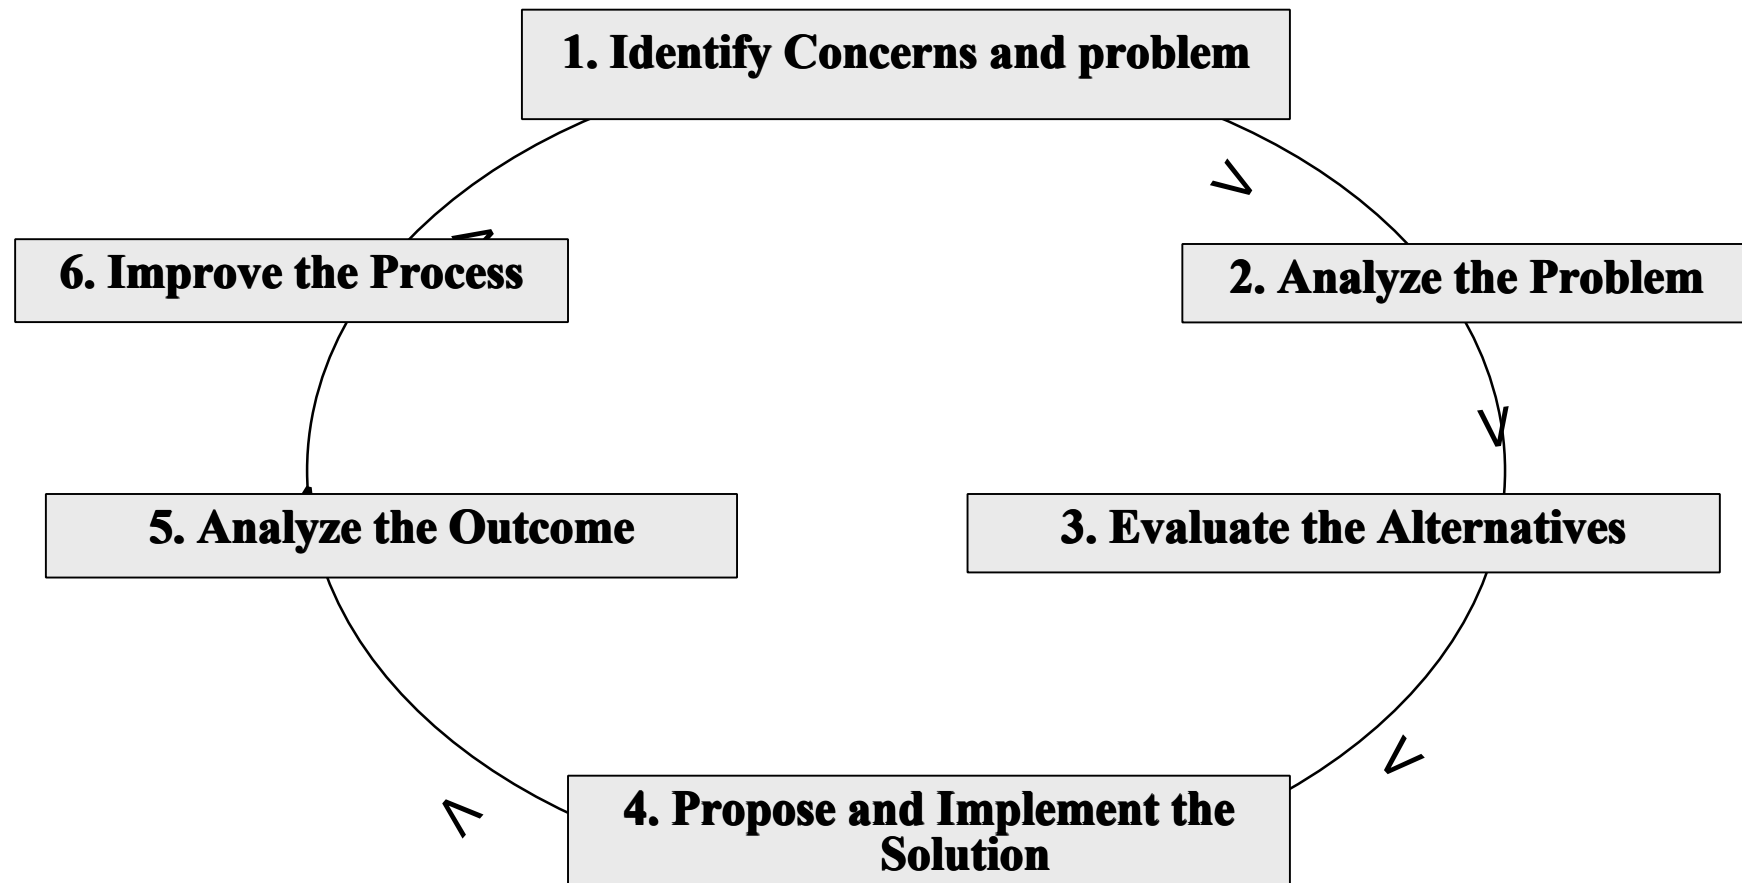 1. Identify Concerns and problem
2. Analyze the Problem
3. Evaluate the Alternatives
4. Propose and Implement the
Solution
5. Analyze the Outcome
6. Improve the Process